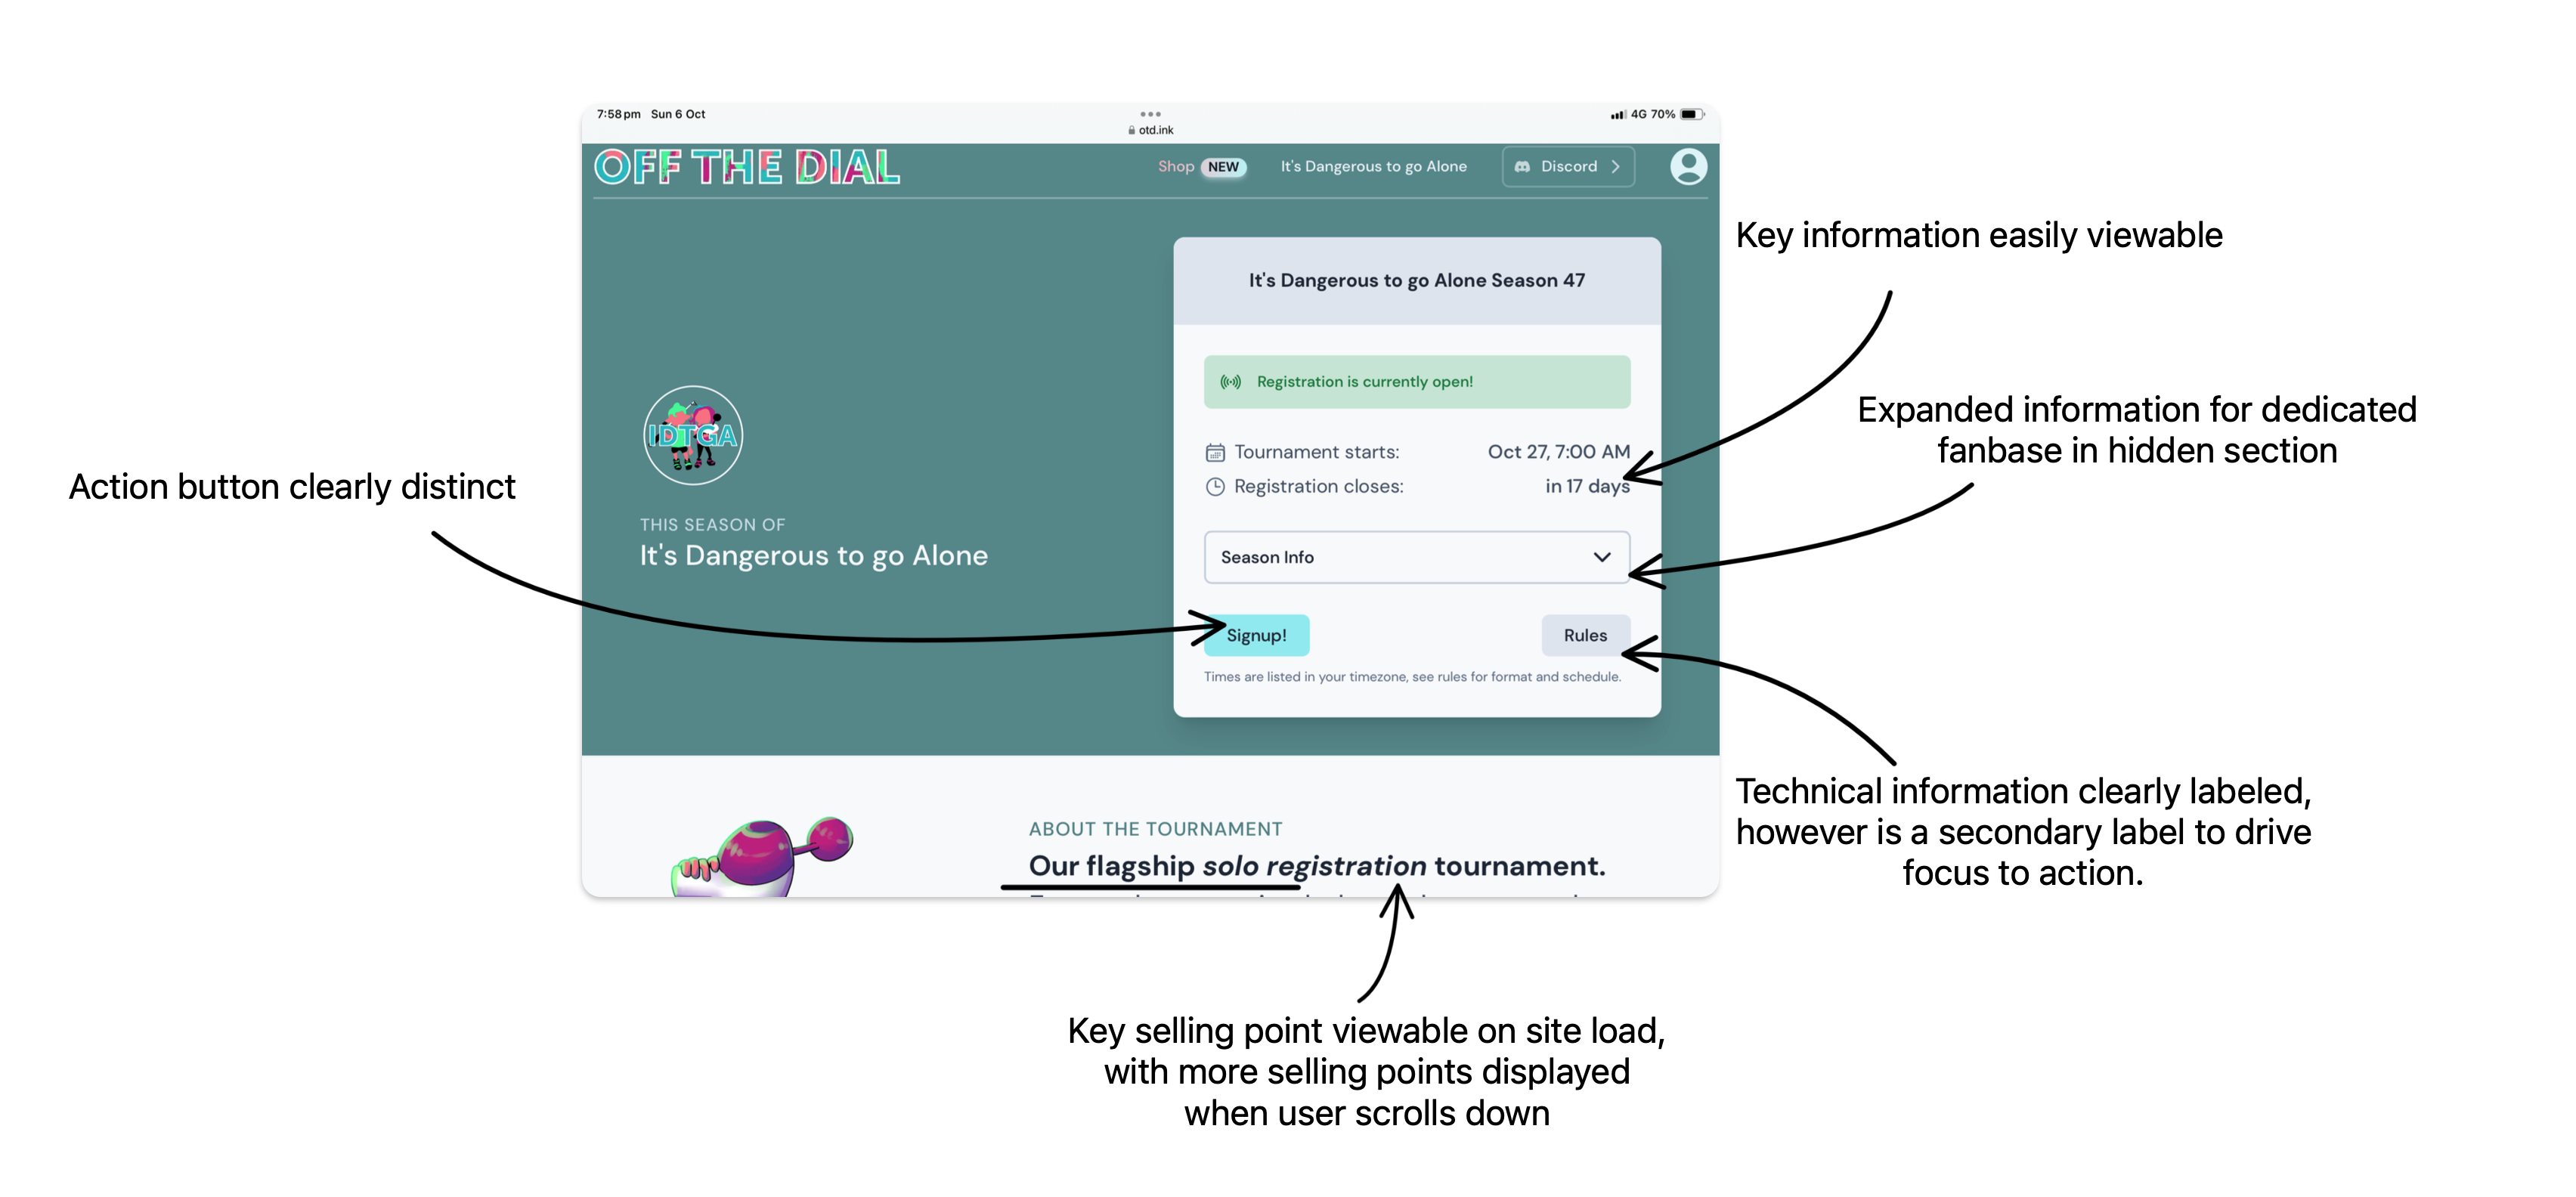 7:58 pm Sun 6 Oct
4G 70%
otd.ink
OFF THE DIAL
Shop NEW
It's Dangerous to go Alone
Discord
Key information easily viewable
It's Dangerous to go Alone Season 47
Registration is currently open!
Expanded information for dedicated
fanbase in hidden section
IDTGA
Tournament starts: Oct 27, 7:00 AM
Registration closes: in 17 days
Action button clearly distinct
THIS SEASON OF
It's Dangerous to go Alone
Season Info
Signup!
Rules
Times are listed in your timezone, see rules for format and schedule.
Technical information clearly labeled,
however is a secondary label to drive
focus to action.
ABOUT THE TOURNAMENT
Our flagship solo registration tournament.
Key selling point viewable on site load,
with more selling points displayed
when user scrolls down